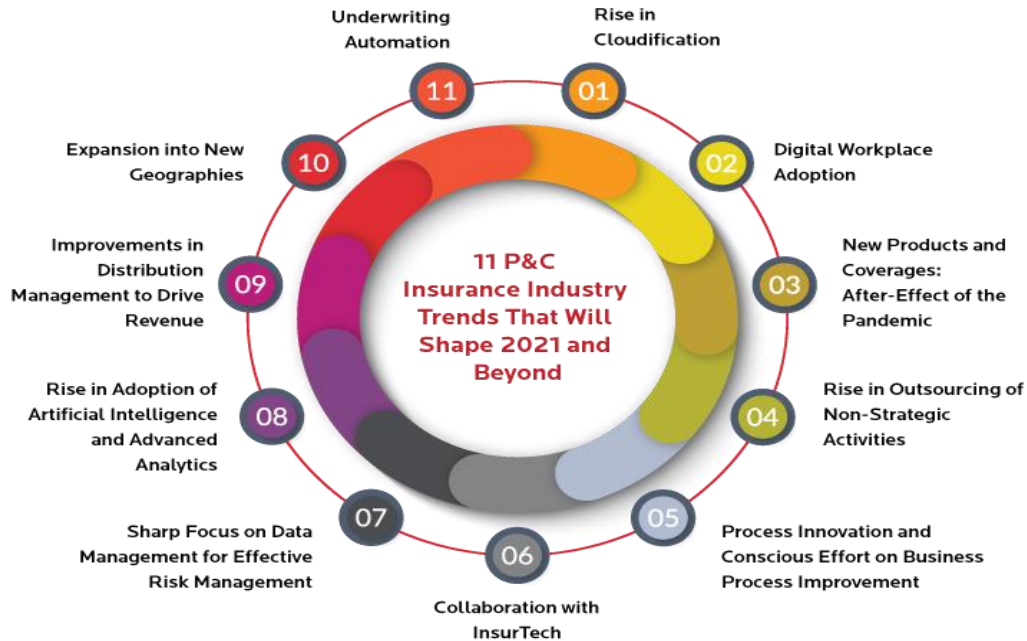 11 P&C
Insurance Industry
Trends That Will
Shape 2021 and
Beyond
01
Rise in
Cloudification
02
Digital Workplace
Adoption
03
New Products and
Coverages:
After-Effect of the
Pandemic
04
Rise in Outsourcing of
Non-Strategic
Activities
05
Process Innovation and
Conscious Effort on Business
Process Improvement
06
Collaboration with
InsurTech
07
Sharp Focus on Data
Management for Effective
Risk Management
08
Rise in Adoption of
Artificial Intelligence
and Advanced
Analytics
09
Improvements in
Distribution
Management to Drive
Revenue
10
Expansion into New
Geographies
11
Underwriting
Automation